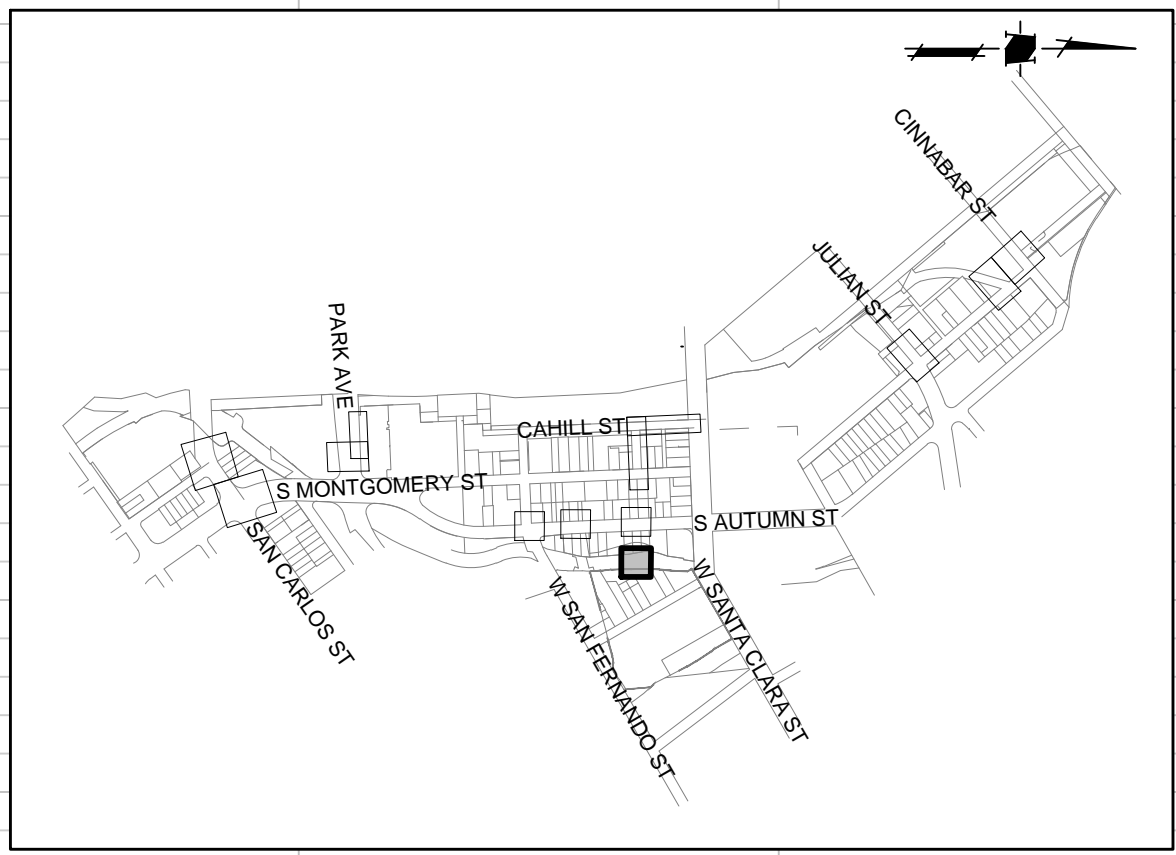 CINNABAR ST
JULIAN ST
PARK AVE
CAHILL ST
S MONTGOMERY ST
S AUTUMN ST
SAN CARLOS ST
W SAN FERNANDO ST
W SANTA CLARA ST